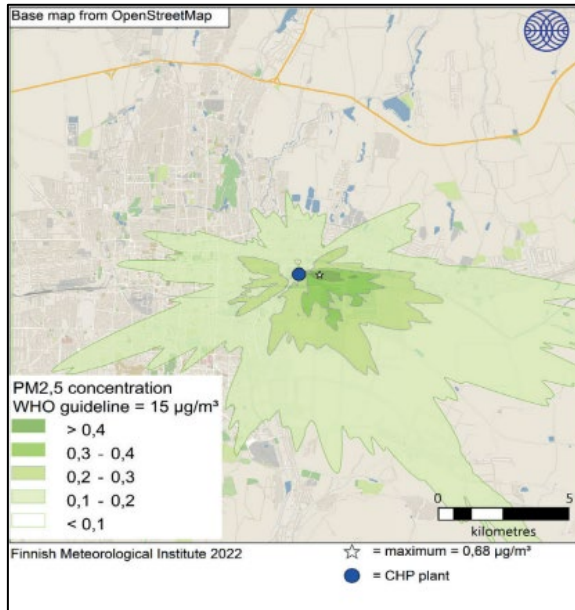 Base map from OpenStreetMap
PM2,5 concentration
WHO guideline = 15 µg/m³
> 0,4
0,3 - 0,4
0,2 - 0,3
0,1 - 0,2
< 0,1
0 5
kilometres
Finnish Meteorological Institute 2022
= maximum = 0,68 µg/m³
= CHP plant